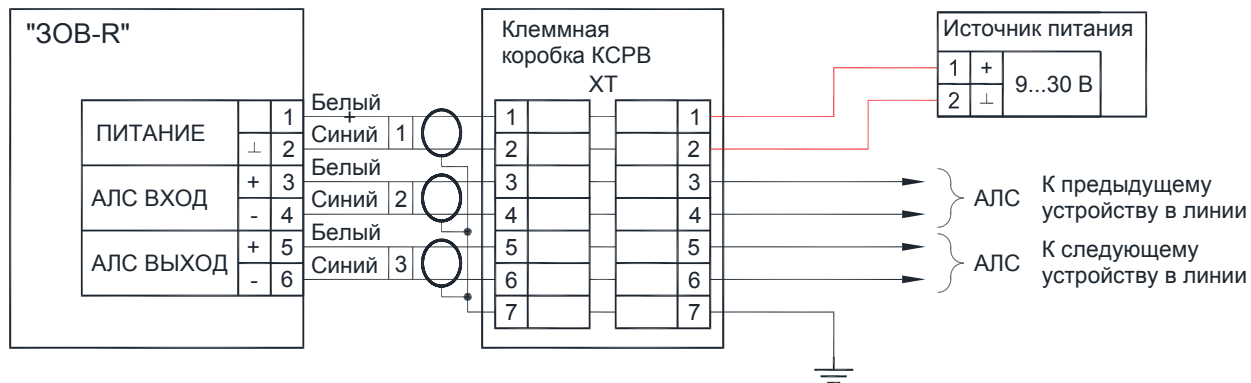 "ЗОВ-R"
ПИТАНИЕ
+ 1
⊥ 2
АЛС ВХОД
+ 3
- 4
АЛС ВЫХОД
+ 5
- 6
Белый
Синий 1
Белый
Синий 2
Белый
Синий 3
Клеммная
коробка КСРВ
XT
1 1
2 2
3 3
4 4
5 5
6 6
7 7
Источник питания
1 +
2 ⊥
9...30 В
АЛС
К предыдущему
устройству в линии
АЛС
К следующему
устройству в линии